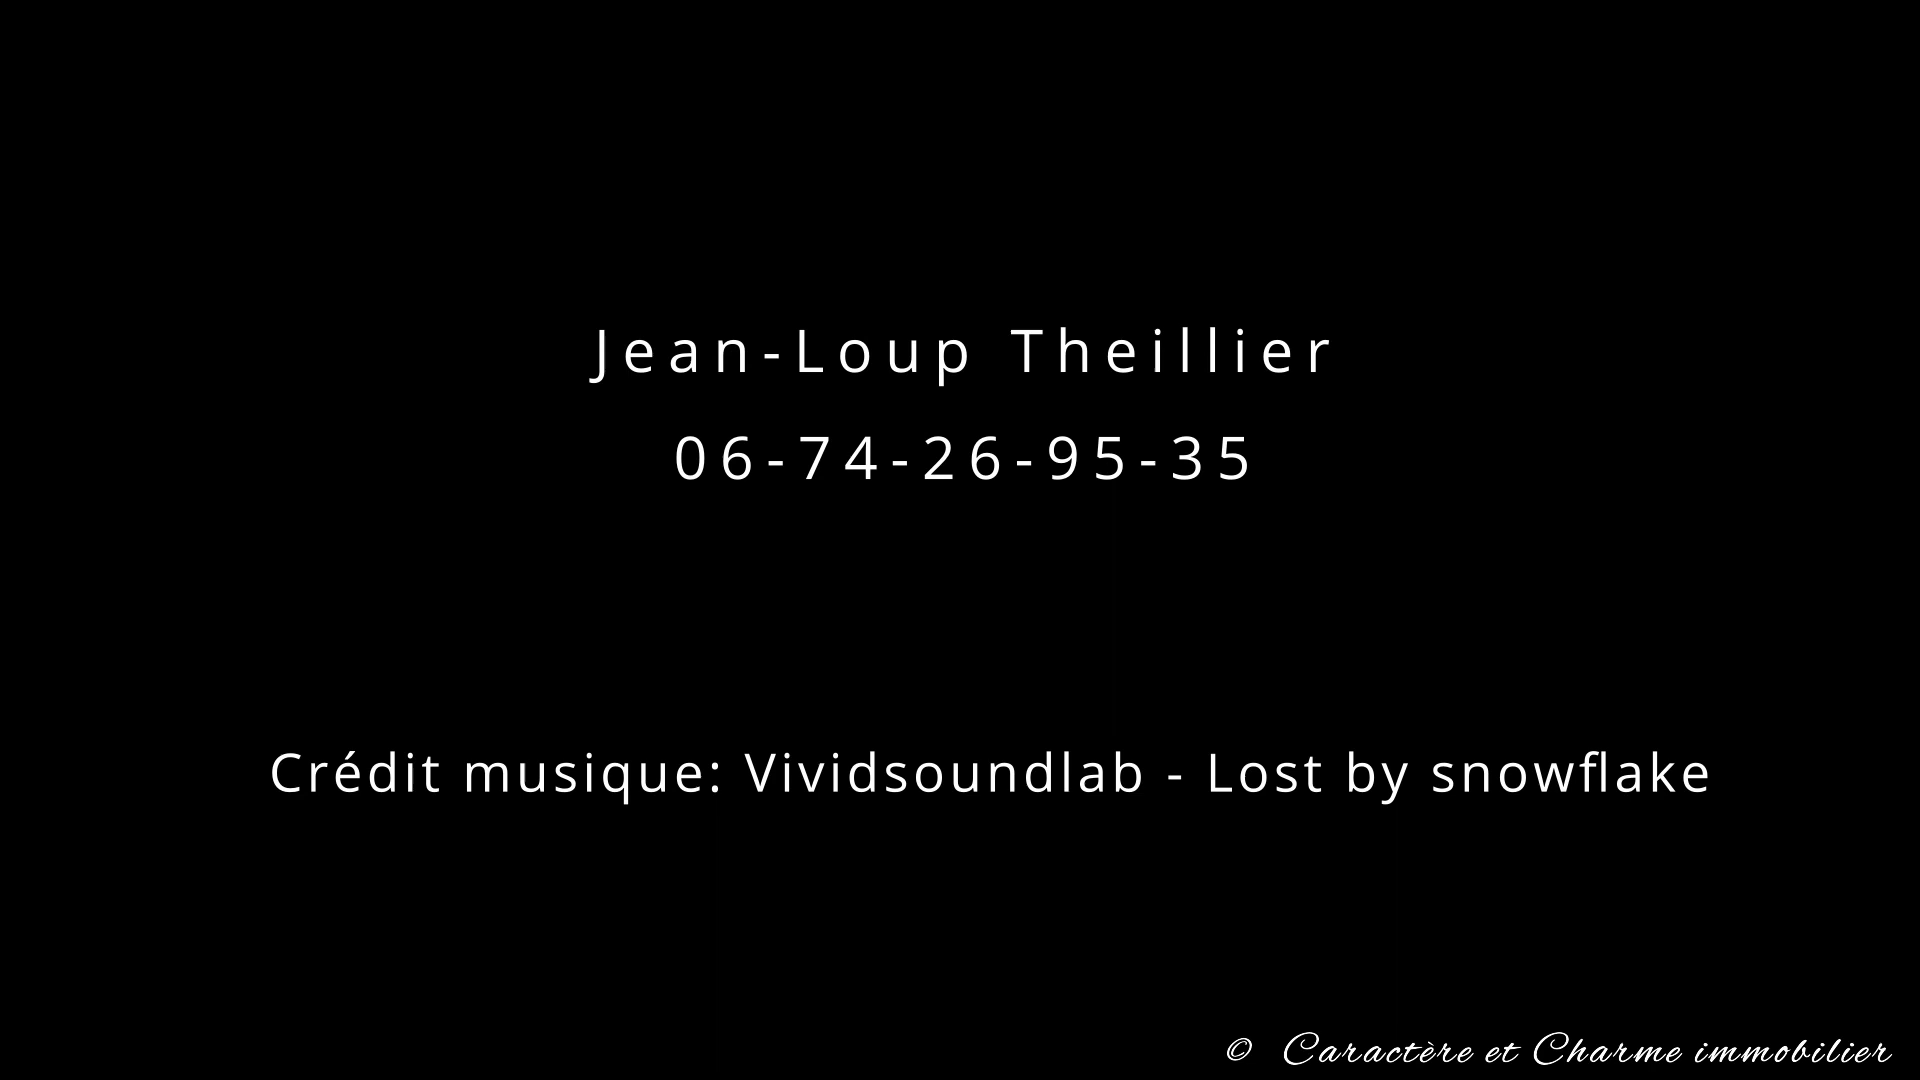 Jean-Loup Theillier
06-74-26-95-35
Crédit musique: Vividsoundlab - Lost by snowflake
© Caractère et Charme immobilier